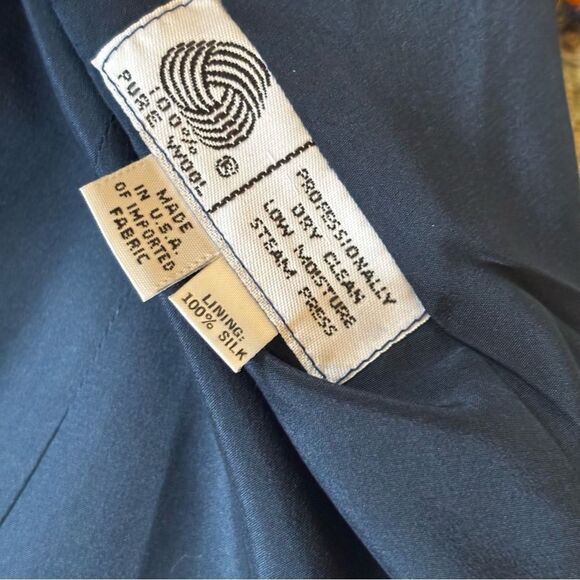 100%
PURE WOOL
®
PROFESSIONALLY
DRY CLEAN
LOW MOISTURE
STEAM PRESS
MADE
IN U.S.A.
OF IMPORTED
FABRIC
LINING:
100% SILK